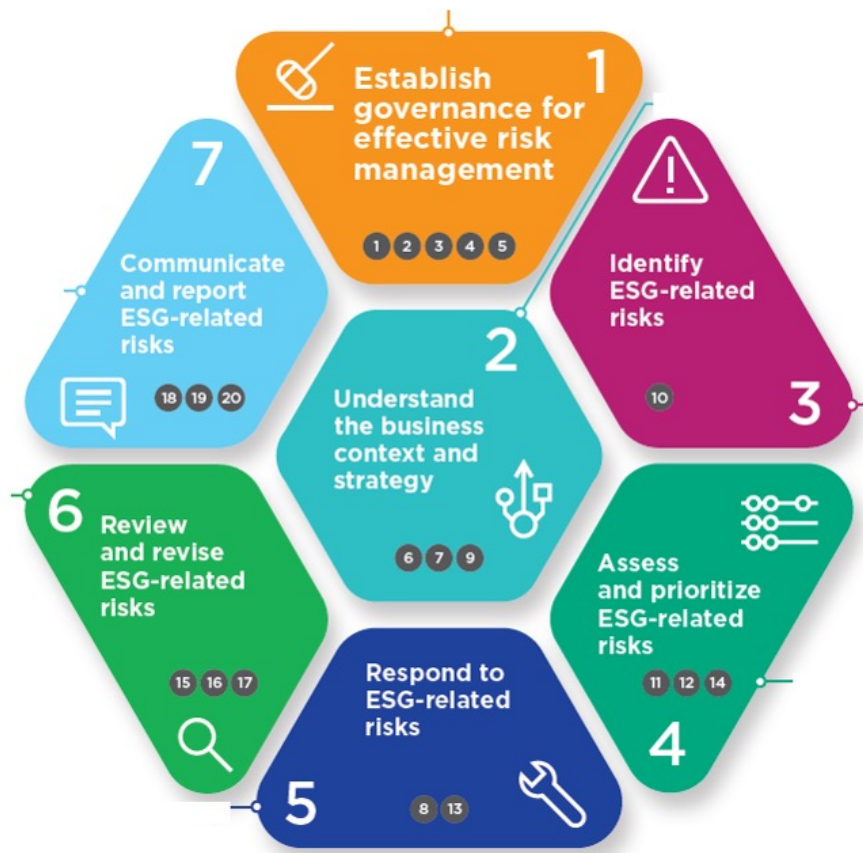 1
Establish
governance for
effective risk
management
1 2 3 4 5
2
Understand
the business
context and
strategy
6 7 9
Identify
ESG-related
risks
10
3
Assess
and prioritize
ESG-related
risks
11 12 14
4
Respond to
ESG-related
risks
5
8 13
6
Review
and revise
ESG-related
risks
15 16 17
7
Communicate
and report
ESG-related
risks
18 19 20